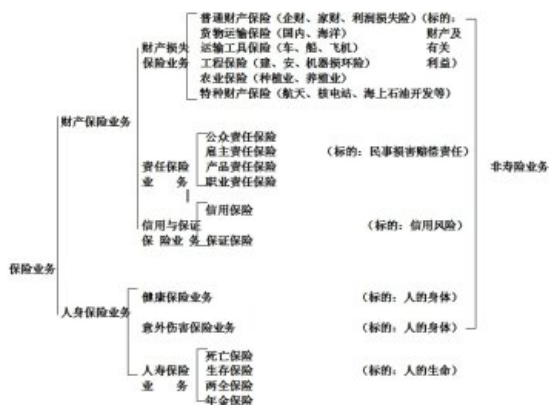 普通财产保险（企财、家财、利润损失险）（标的：
货物运输保险（国内、海洋） 财产及
财产损失 运输工具保险（车、船、飞机） 有关
保险业务 工程保险（建、安、机器损坏险） 利益）
农业保险（种植业、养殖业）
特种财产保险（航天、核电站、海上石油开发等）
财产保险业务
公众责任保险
雇主责任保险 （标的：民事损害赔偿责任）
责任保险 产品责任保险 非寿险业务
业 务 职业责任保险
信用保险
信用与保证 （标的：信用风险）
保 险 业 务 保证保险
保险业务
健康保险业务 （标的：人的身体）
人身保险业务
意外伤害保险业务 （标的：人的身体）
死亡保险
人寿保险 生存保险 （标的：人的生命）
业 务 两全保险
年金保险